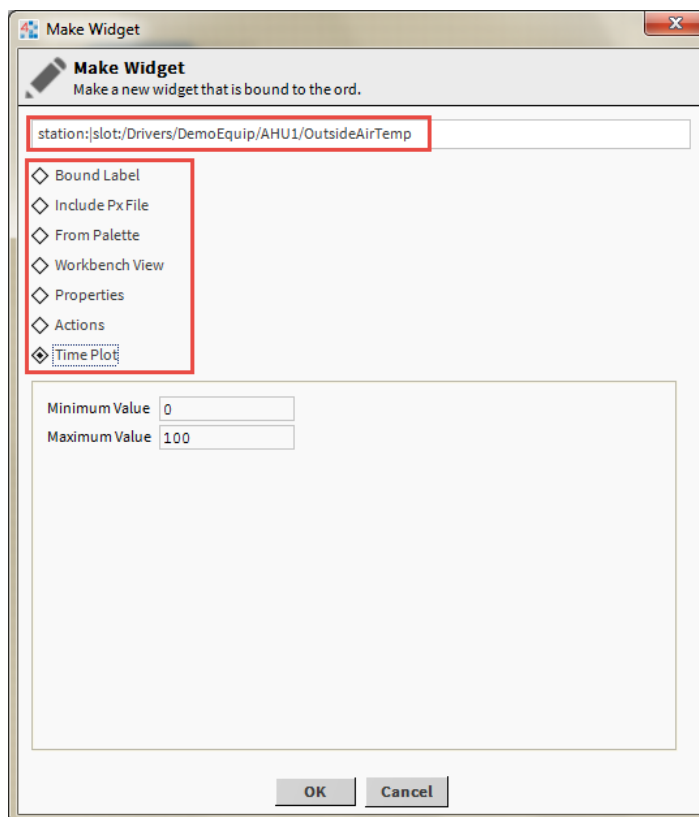 Make Widget
Make Widget
Make a new widget that is bound to the ord.
station:|slot:/Drivers/DemoEquip/AHU1/OutsideAirTemp
Bound Label
Include Px File
From Palette
Workbench View
Properties
Actions
Time Plot
Minimum Value 0
Maximum Value 100
OK Cancel